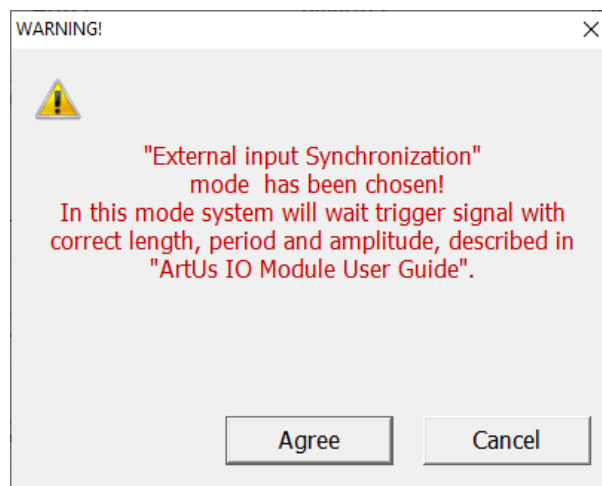 WARNING!
"External input Synchronization"
mode has been chosen!
In this mode system will wait trigger signal with
correct length, period and amplitude, described in
"ArtUs IO Module User Guide".
Agree
Cancel